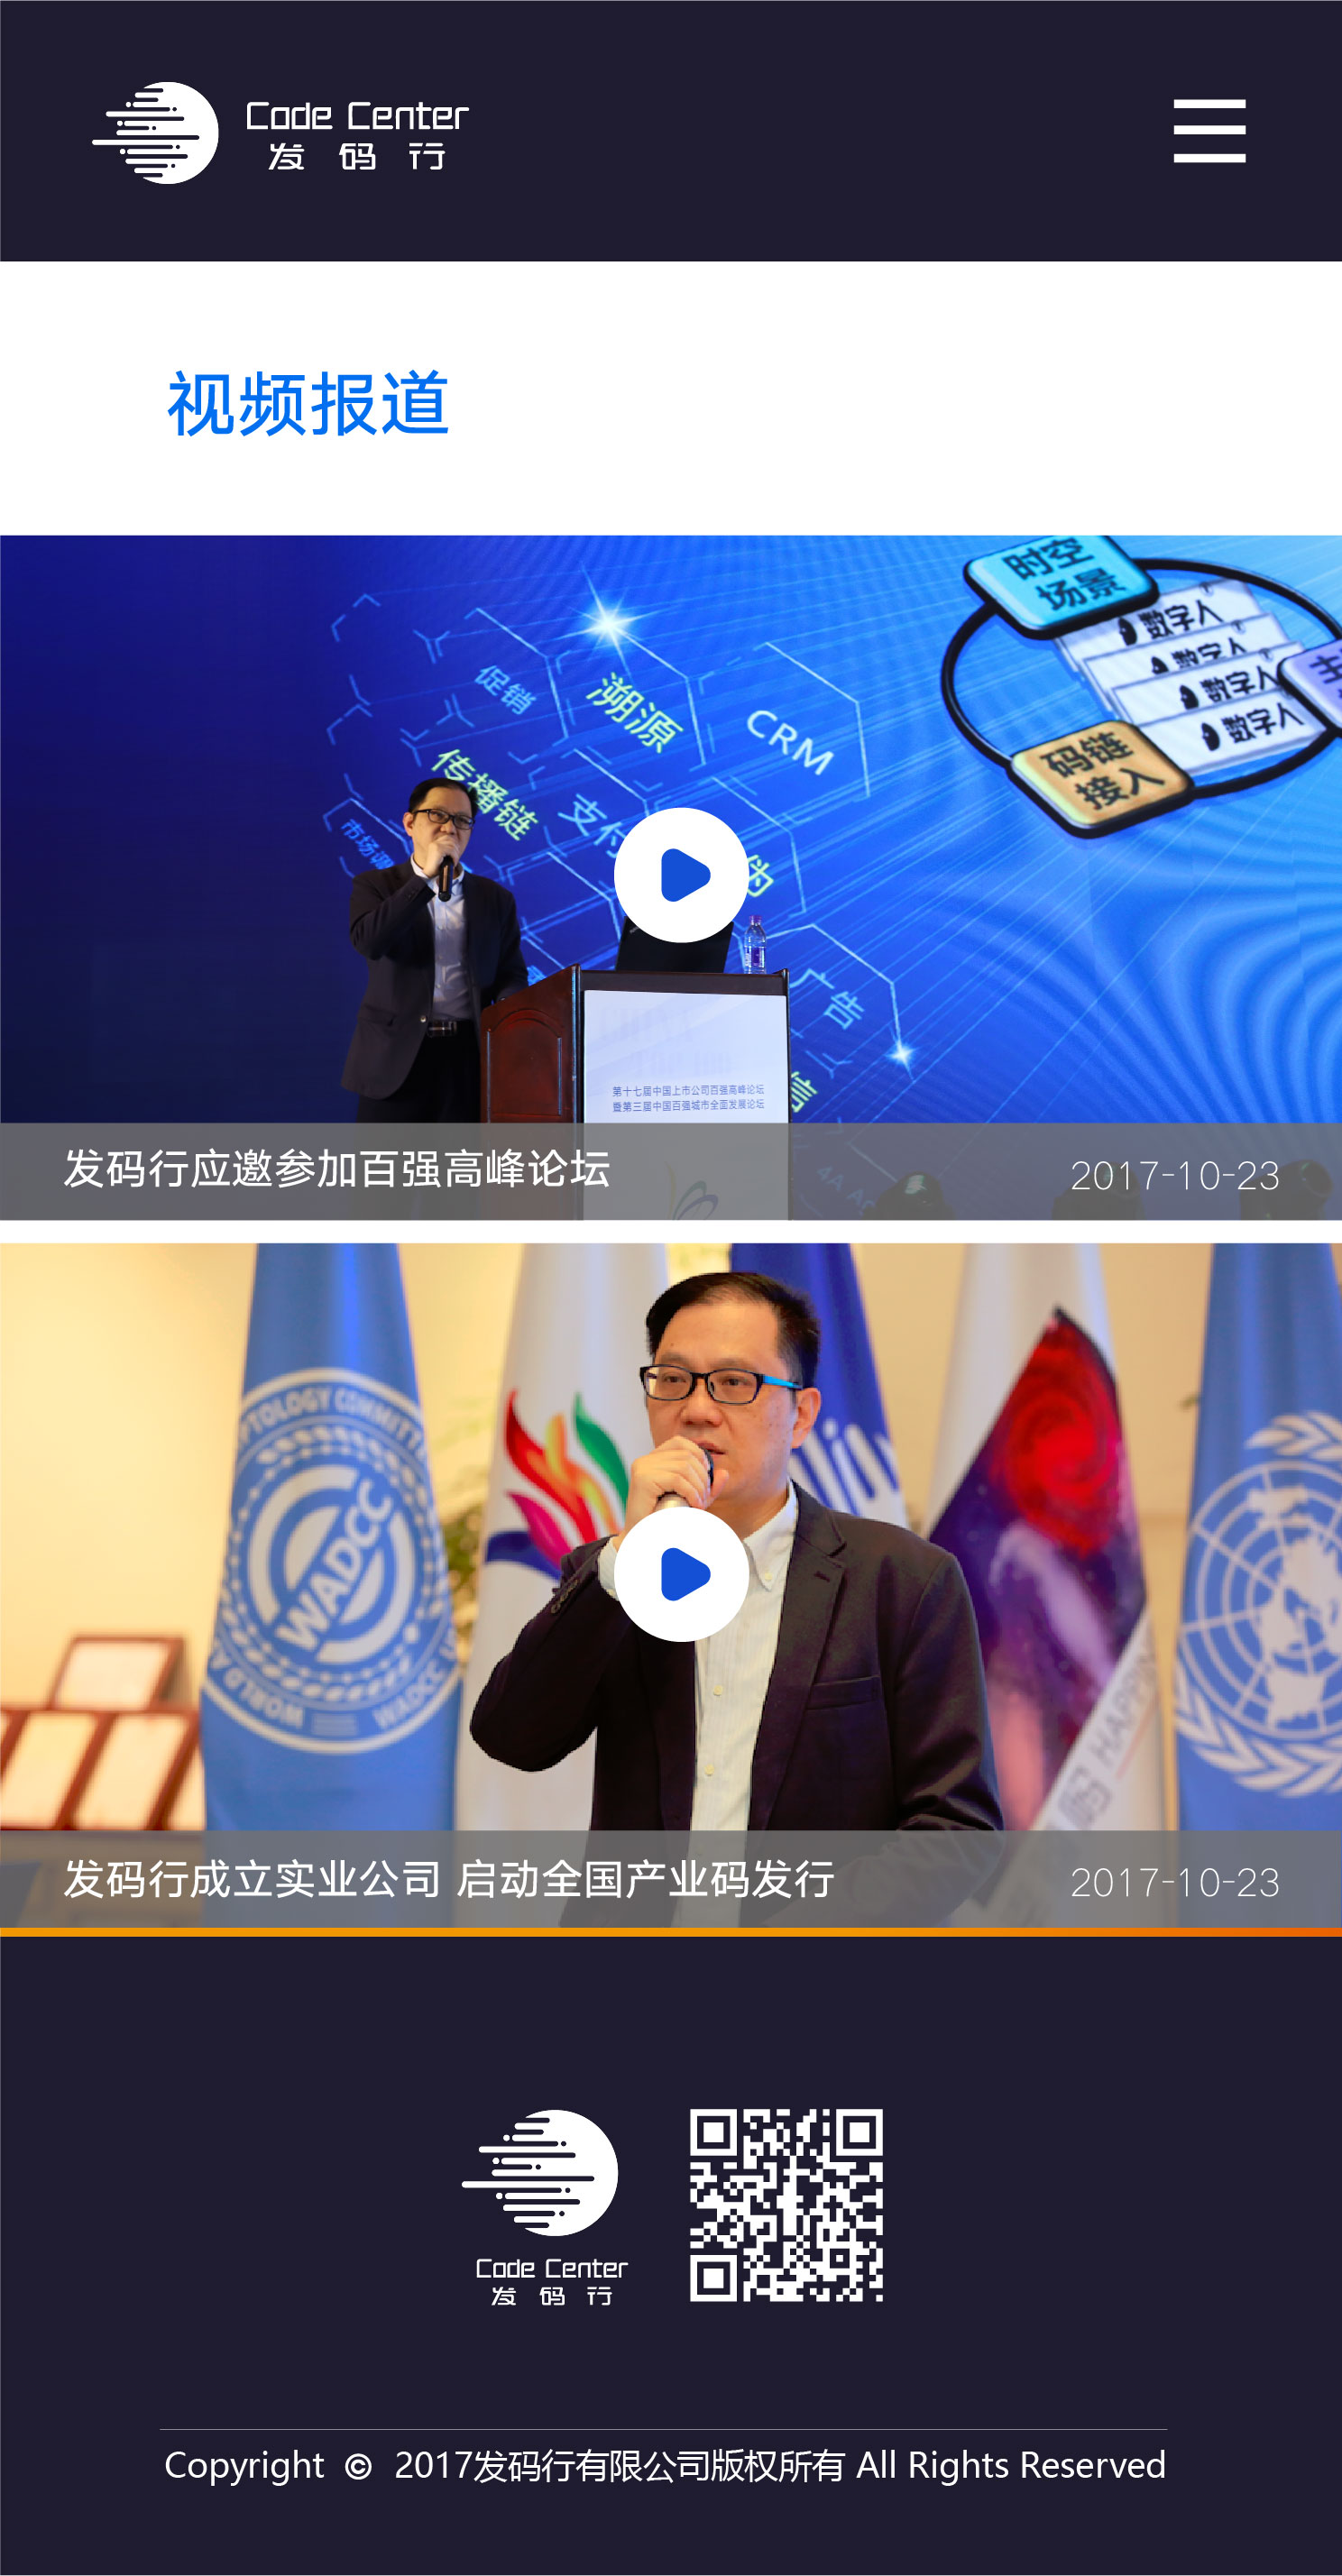 Code Center
发码行
视频报道
时空
场景
数字人
数字人
数字人
数字人
码链
接入
促销
溯源
CRM
传播链
广告
第十七届中国上市公司百强高峰论坛
暨第三届中国百强城市全面发展论坛
发码行应邀参加百强高峰论坛
2017-10-23
WADCC
WADCC
WORLD
HAPPIN
发码行成立实业公司 启动全国产业码发行
2017-10-23
Code Center
发码行
Copyright © 2017发码行有限公司版权所有 All Rights Reserved